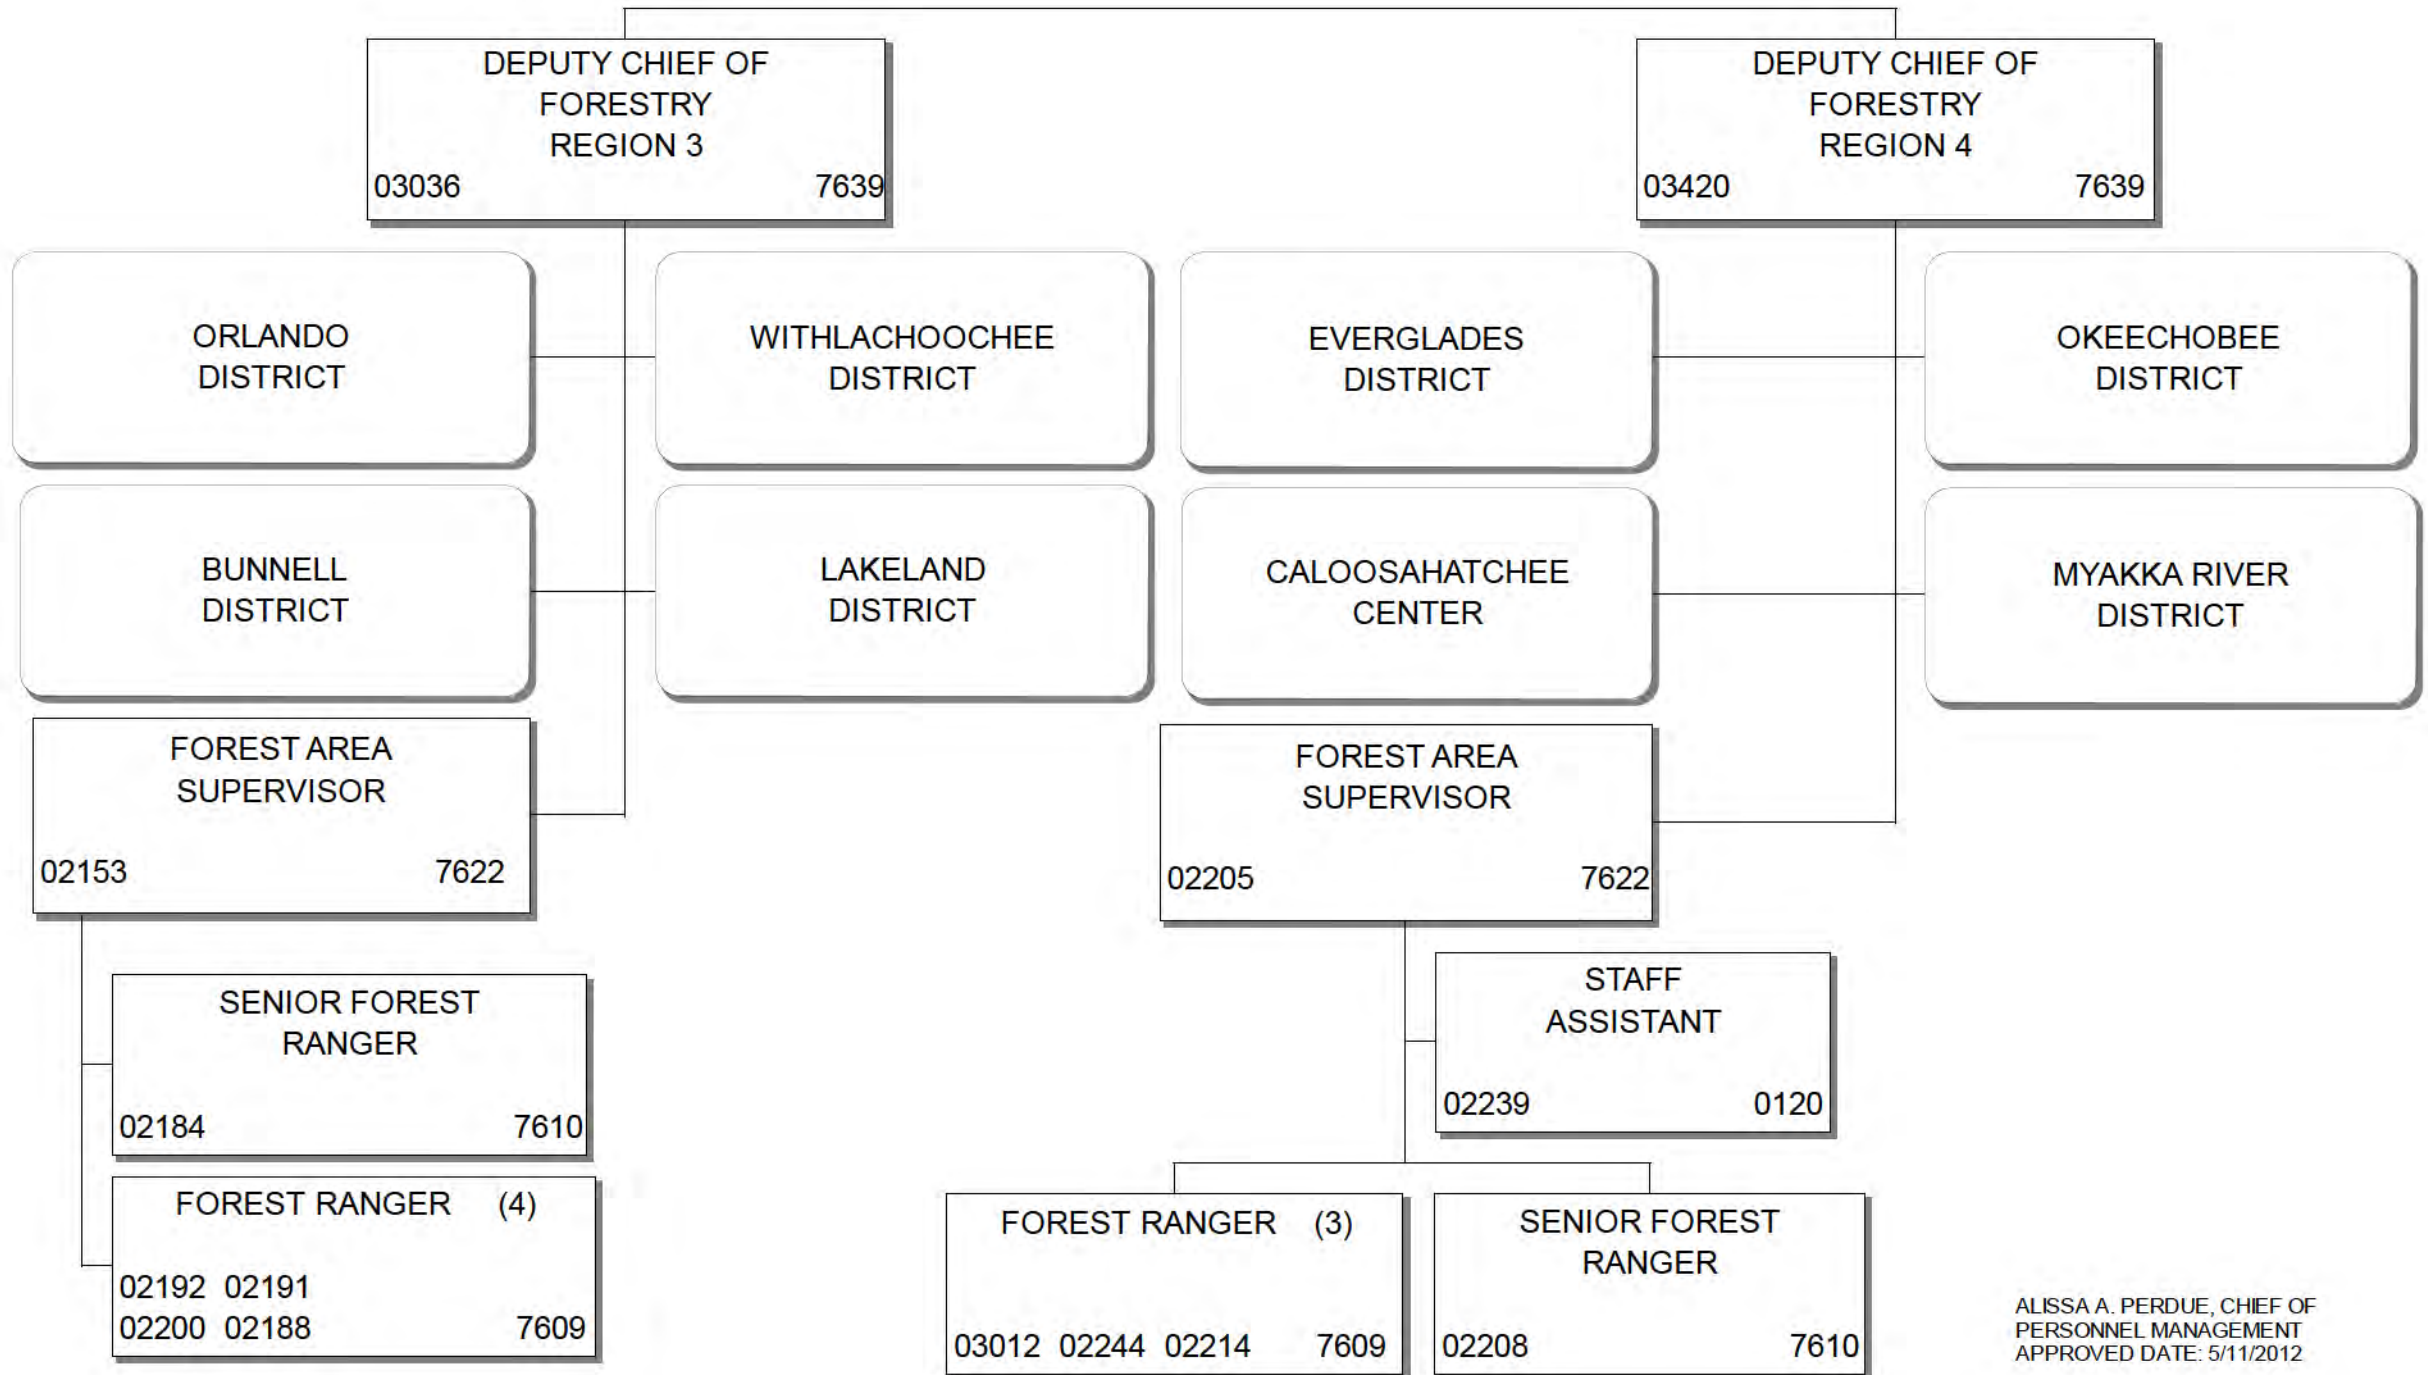 DEPUTY CHIEF OF
FORESTRY
REGION 3
03036 7639
DEPUTY CHIEF OF
FORESTRY
REGION 4
03420 7639
ORLANDO
DISTRICT
WITHLACHOOCHEE
DISTRICT
EVERGLADES
DISTRICT
OKEECHOBEE
DISTRICT
BUNNELL
DISTRICT
LAKELAND
DISTRICT
CALOOSAHATCHEE
CENTER
MYAKKA RIVER
DISTRICT
FOREST AREA
SUPERVISOR
02153 7622
FOREST AREA
SUPERVISOR
02205 7622
SENIOR FOREST
RANGER
02184 7610
STAFF
ASSISTANT
02239 0120
FOREST RANGER (4)
02192 02191
02200 02188 7609
FOREST RANGER (3)
03012 02244 02214 7609
SENIOR FOREST
RANGER
02208 7610
ALISSA A. PERDUE, CHIEF OF
PERSONNEL MANAGEMENT
APPROVED DATE: 5/11/2012